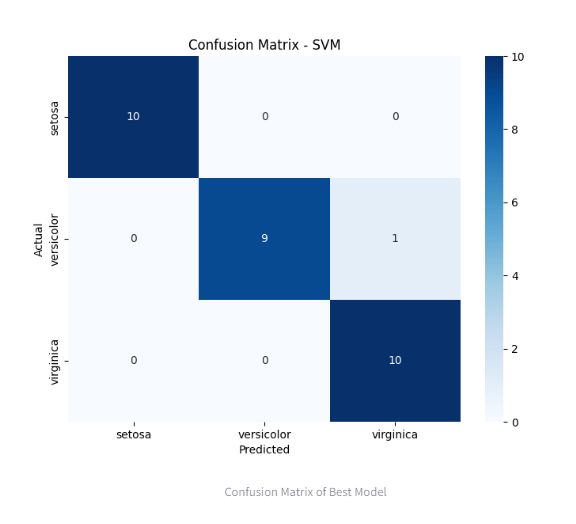 Confusion Matrix - SVM
10
setosa
10
0
0
8
6
Actual
versicolor
0
9
1
4
2
virginica
0
0
10
0
setosa
versicolor
virginica
Predicted
Confusion Matrix of Best Model